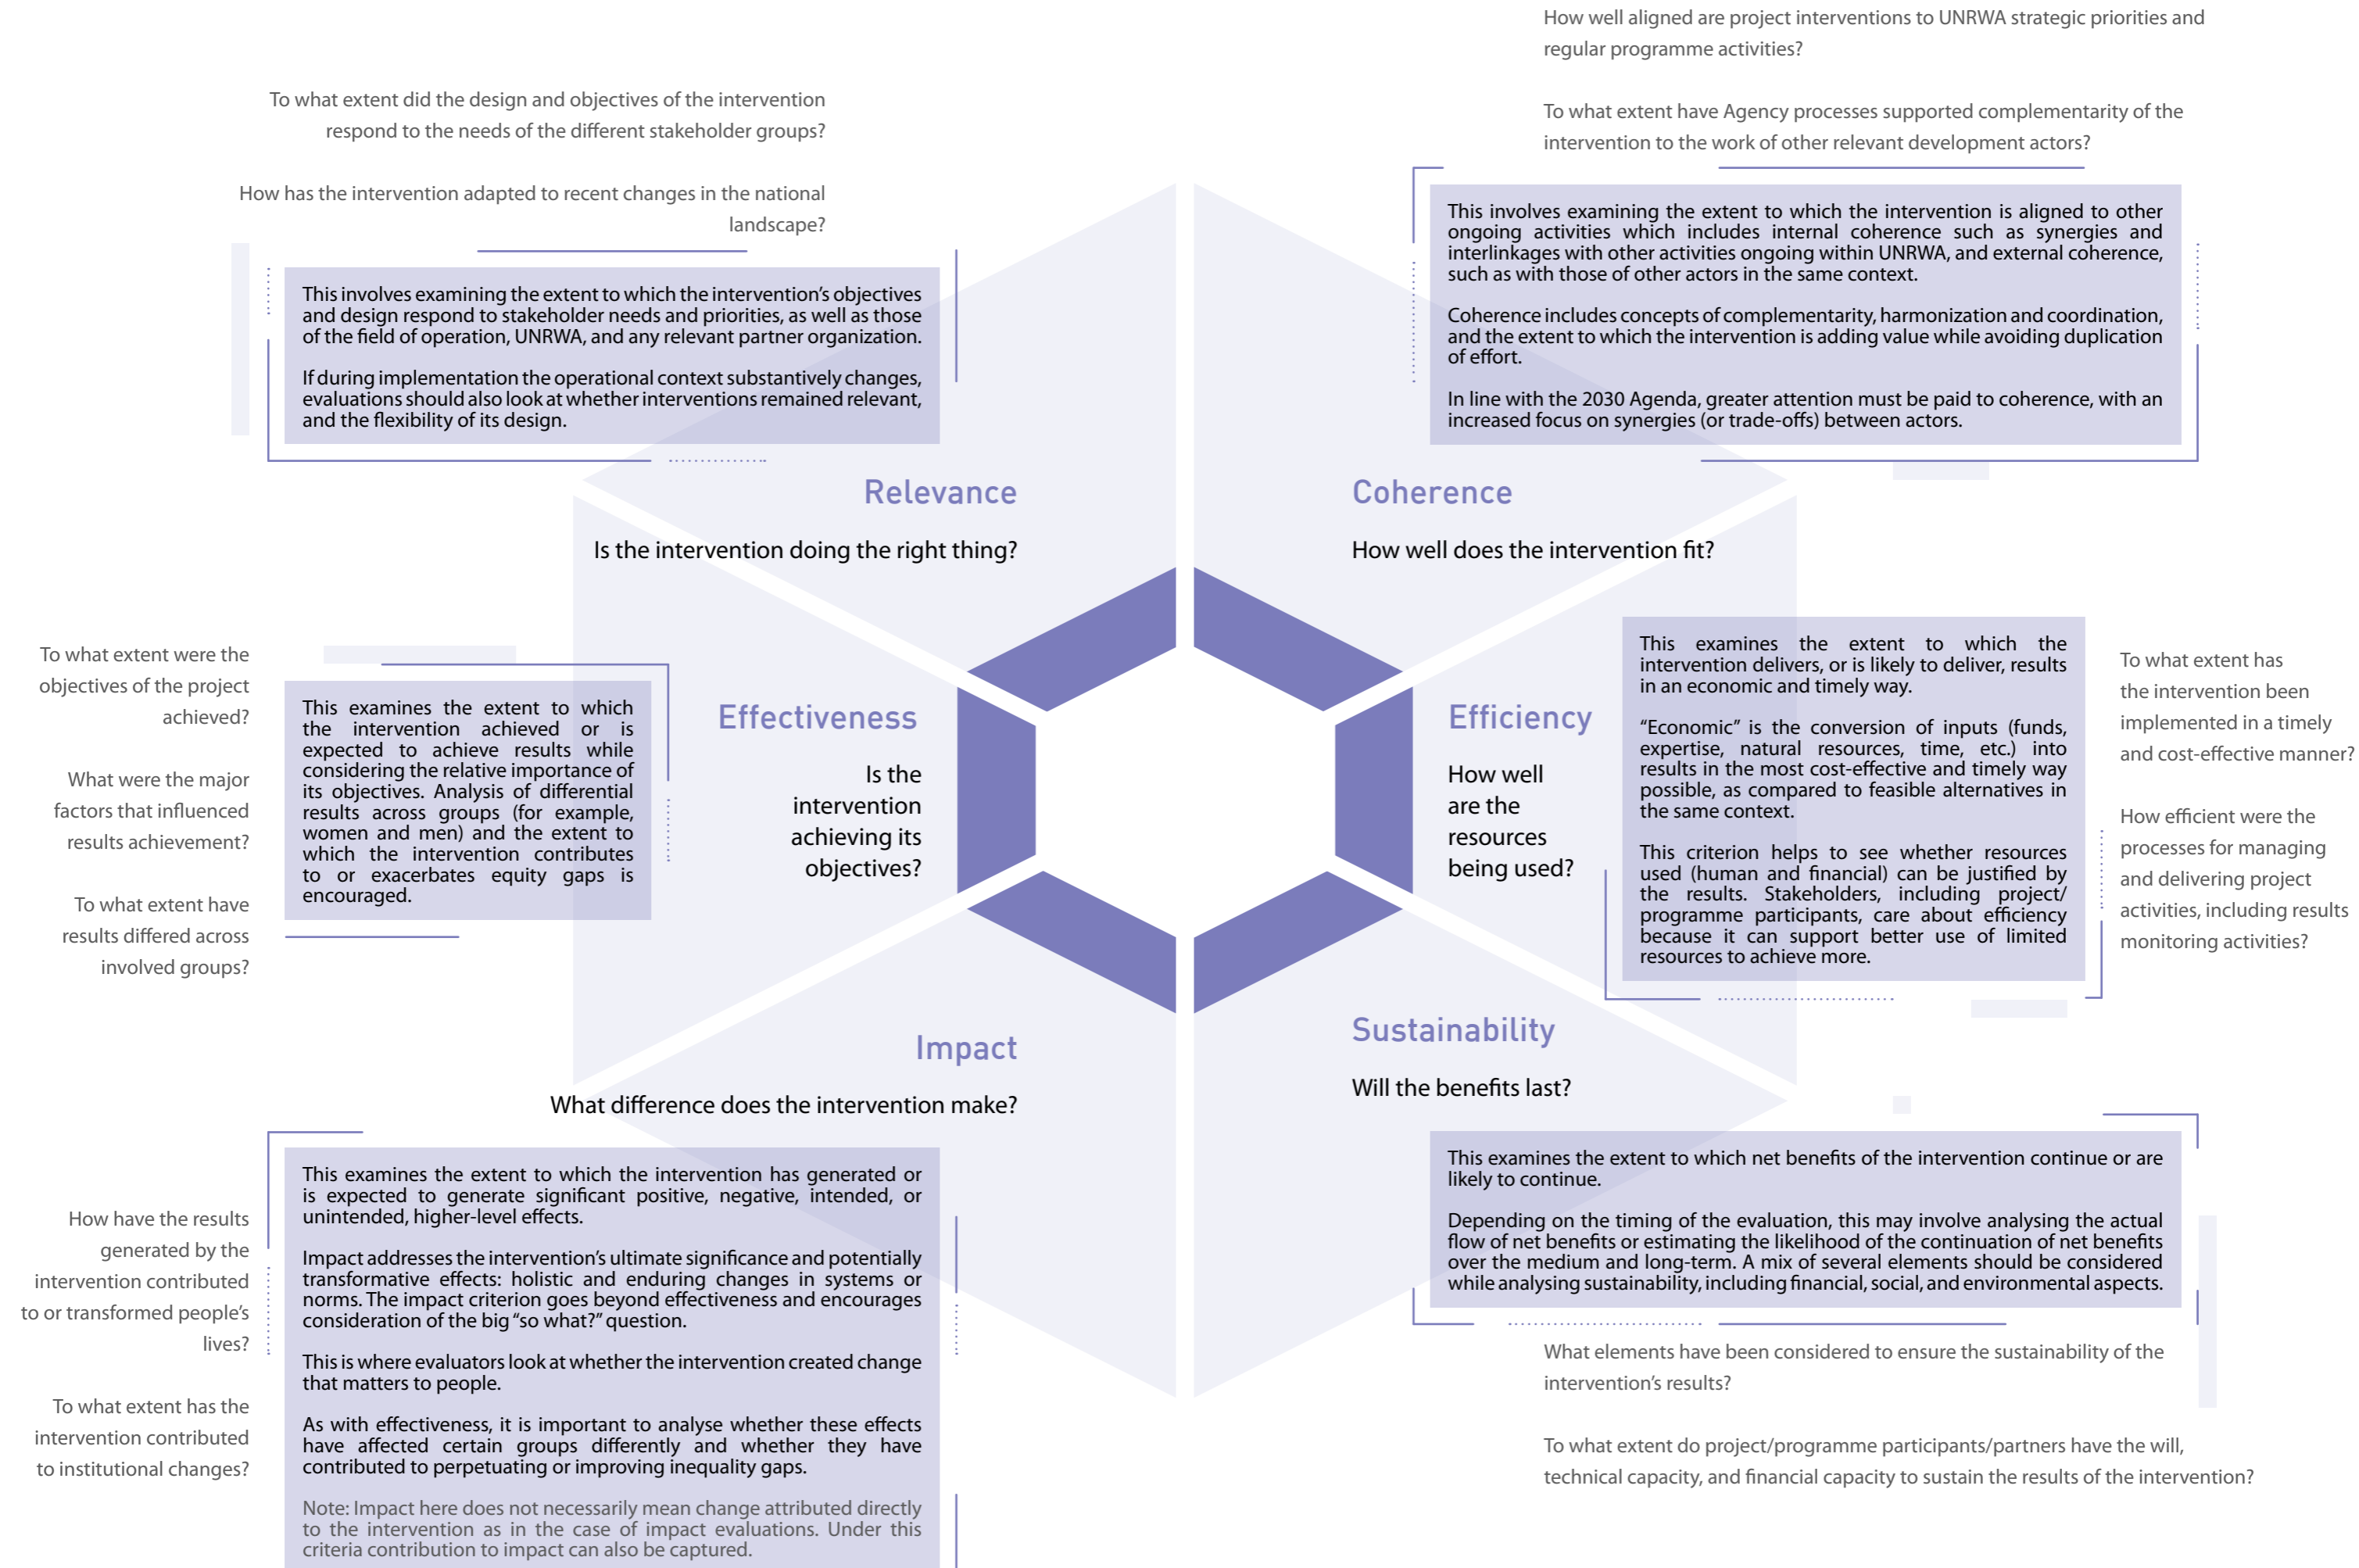 To what extent did the design and objectives of the intervention
respond to the needs of the different stakeholder groups?
How has the intervention adapted to recent changes in the national
landscape?
This involves examining the extent to which the intervention's objectives
and design respond to stakeholder needs and priorities, as well as those
of the field of operation, UNRWA, and any relevant partner organization.
If during implementation the operational context substantively changes,
evaluations should also look at whether interventions remained relevant,
and the flexibility of its design.
Relevance
Is the intervention doing the right thing?
How well aligned are project interventions to UNRWA strategic priorities and
regular programme activities?
To what extent have Agency processes supported complementarity of the
intervention to the work of other relevant development actors?
This involves examining the extent to which the intervention is aligned to other
ongoing activities which includes internal coherence such as synergies and
interlinkages with other activities ongoing within UNRWA, and external coherence,
such as with those of other actors in the same context.
Coherence includes concepts of complementarity, harmonization and coordination,
and the extent to which the intervention is adding value while avoiding duplication
of effort.
In line with the 2030 Agenda, greater attention must be paid to coherence, with an
increased focus on synergies (or trade-offs) between actors.
Coherence
How well does the intervention fit?
To what extent were the
objectives of the project
achieved?
What were the major
factors that influenced
results achievement?
To what extent have
results differed across
involved groups?
This examines the extent to which
the intervention achieved or is
expected to achieve results while
considering the relative importance of
its objectives. Analysis of differential
results across groups (for example,
women and men) and the extent to
which the intervention contributes
to or exacerbates equity gaps is
encouraged.
Effectiveness
Is the
intervention
achieving its
objectives?
Efficiency
How well
are the
resources
being used?
This examines the extent to which the
intervention delivers, or is likely to deliver, results
in an economic and timely way.
"Economic" is the conversion of inputs (funds,
expertise, natural resources, time, etc.) into
results in the most cost-effective and timely way
possible, as compared to feasible alternatives in
the same context.
This criterion helps to see whether resources
used (human and financial) can be justified by
the results. Stakeholders, including project/
programme participants, care about efficiency
because it can support better use of limited
resources to achieve more.
To what extent has
the intervention been
implemented in a timely
and cost-effective manner?
How efficient were the
processes for managing
and delivering project
activities, including results
monitoring activities?
Impact
What difference does the intervention make?
How have the results
generated by the
intervention contributed
to or transformed people's
lives?
To what extent has the
intervention contributed
to institutional changes?
This examines the extent to which the intervention has generated or
is expected to generate significant positive, negative, intended, or
unintended, higher-level effects.
Impact addresses the intervention's ultimate significance and potentially
transformative effects: holistic and enduring changes in systems or
norms. The impact criterion goes beyond effectiveness and encourages
consideration of the big "so what?" question.
This is where evaluators look at whether the intervention created change
that matters to people.
As with effectiveness, it is important to analyse whether these effects
have affected certain groups differently and whether they have
contributed to perpetuating or improving inequality gaps.
Note: Impact here does not necessarily mean change attributed directly
to the intervention as in the case of impact evaluations. Under this
criteria contribution to impact can also be captured.
Sustainability
Will the benefits last?
This examines the extent to which net benefits of the intervention continue or are
likely to continue.
Depending on the timing of the evaluation, this may involve analysing the actual
flow of net benefits or estimating the likelihood of the continuation of net benefits
over the medium and long-term. A mix of several elements should be considered
while analysing sustainability, including financial, social, and environmental aspects.
What elements have been considered to ensure the sustainability of the
intervention's results?
To what extent do project/programme participants/partners have the will,
technical capacity, and financial capacity to sustain the results of the intervention?